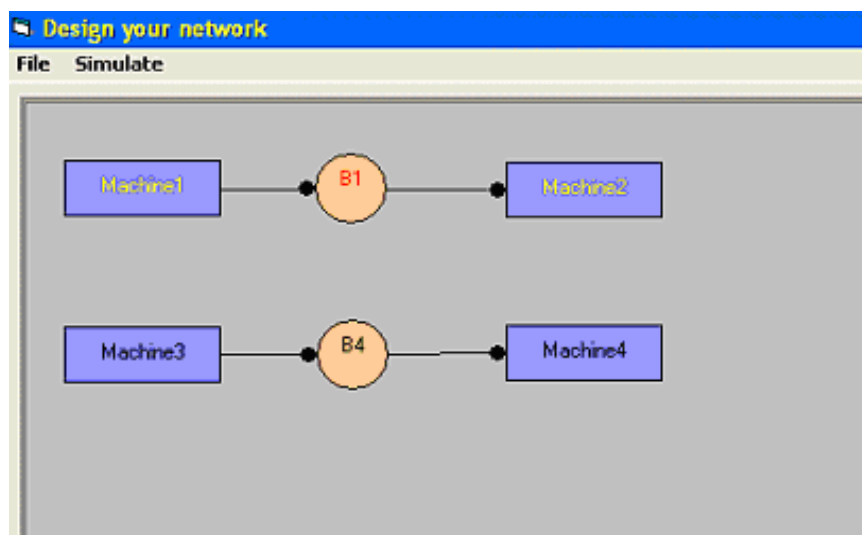 Design your network
File Simulate
Machine1 B1 Machine2
Machine3 B4 Machine4